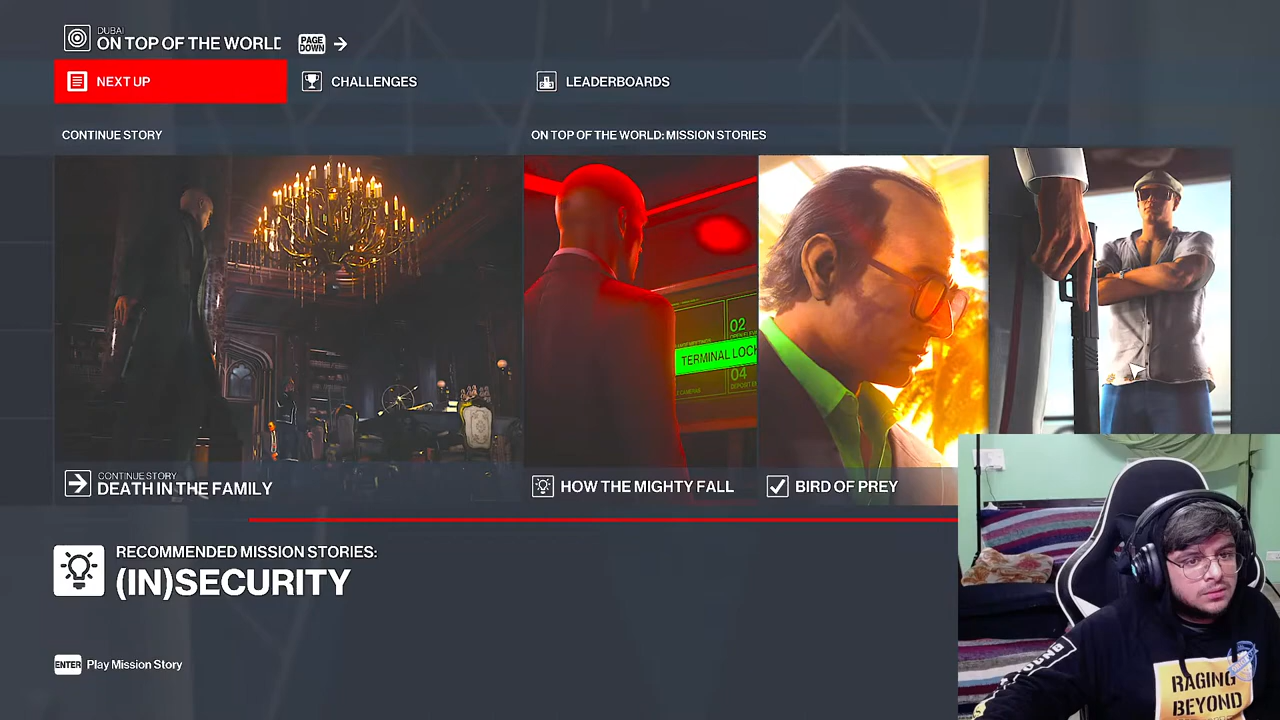 DUBAI
ON TOP OF THE WORLD
PAGE DOWN
NEXT UP
CHALLENGES
LEADERBOARDS
CONTINUE STORY
ON TOP OF THE WORLD: MISSION STORIES
02
TERMINAL LOCK
04
CONTINUE STORY
DEATH IN THE FAMILY
HOW THE MIGHTY FALL
BIRD OF PREY
RECOMMENDED MISSION STORIES:
(IN)SECURITY
ENTER Play Mission Story
RAGING
BEYOND